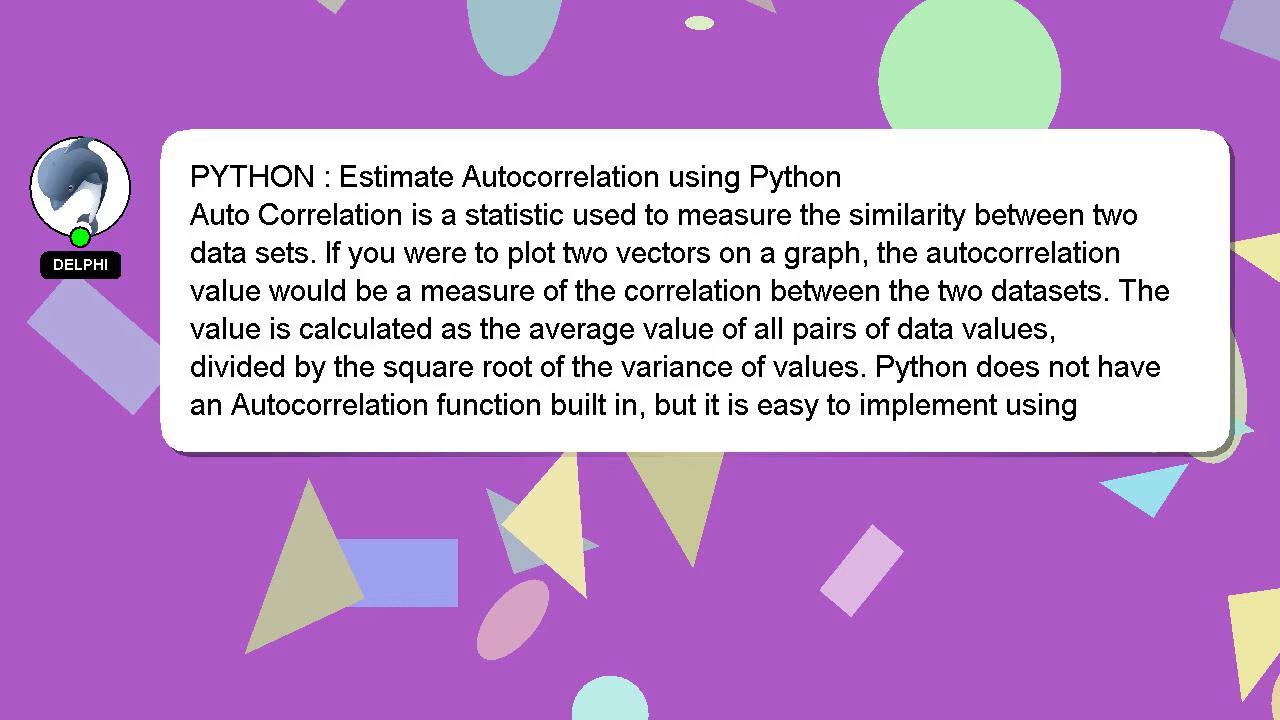 PYTHON : Estimate Autocorrelation using Python
Auto Correlation is a statistic used to measure the similarity between two
data sets. If you were to plot two vectors on a graph, the autocorrelation
value would be a measure of the correlation between the two datasets. The
value is calculated as the average value of all pairs of data values,
divided by the square root of the variance of values. Python does not have
an Autocorrelation function built in, but it is easy to implement using
DELPHI